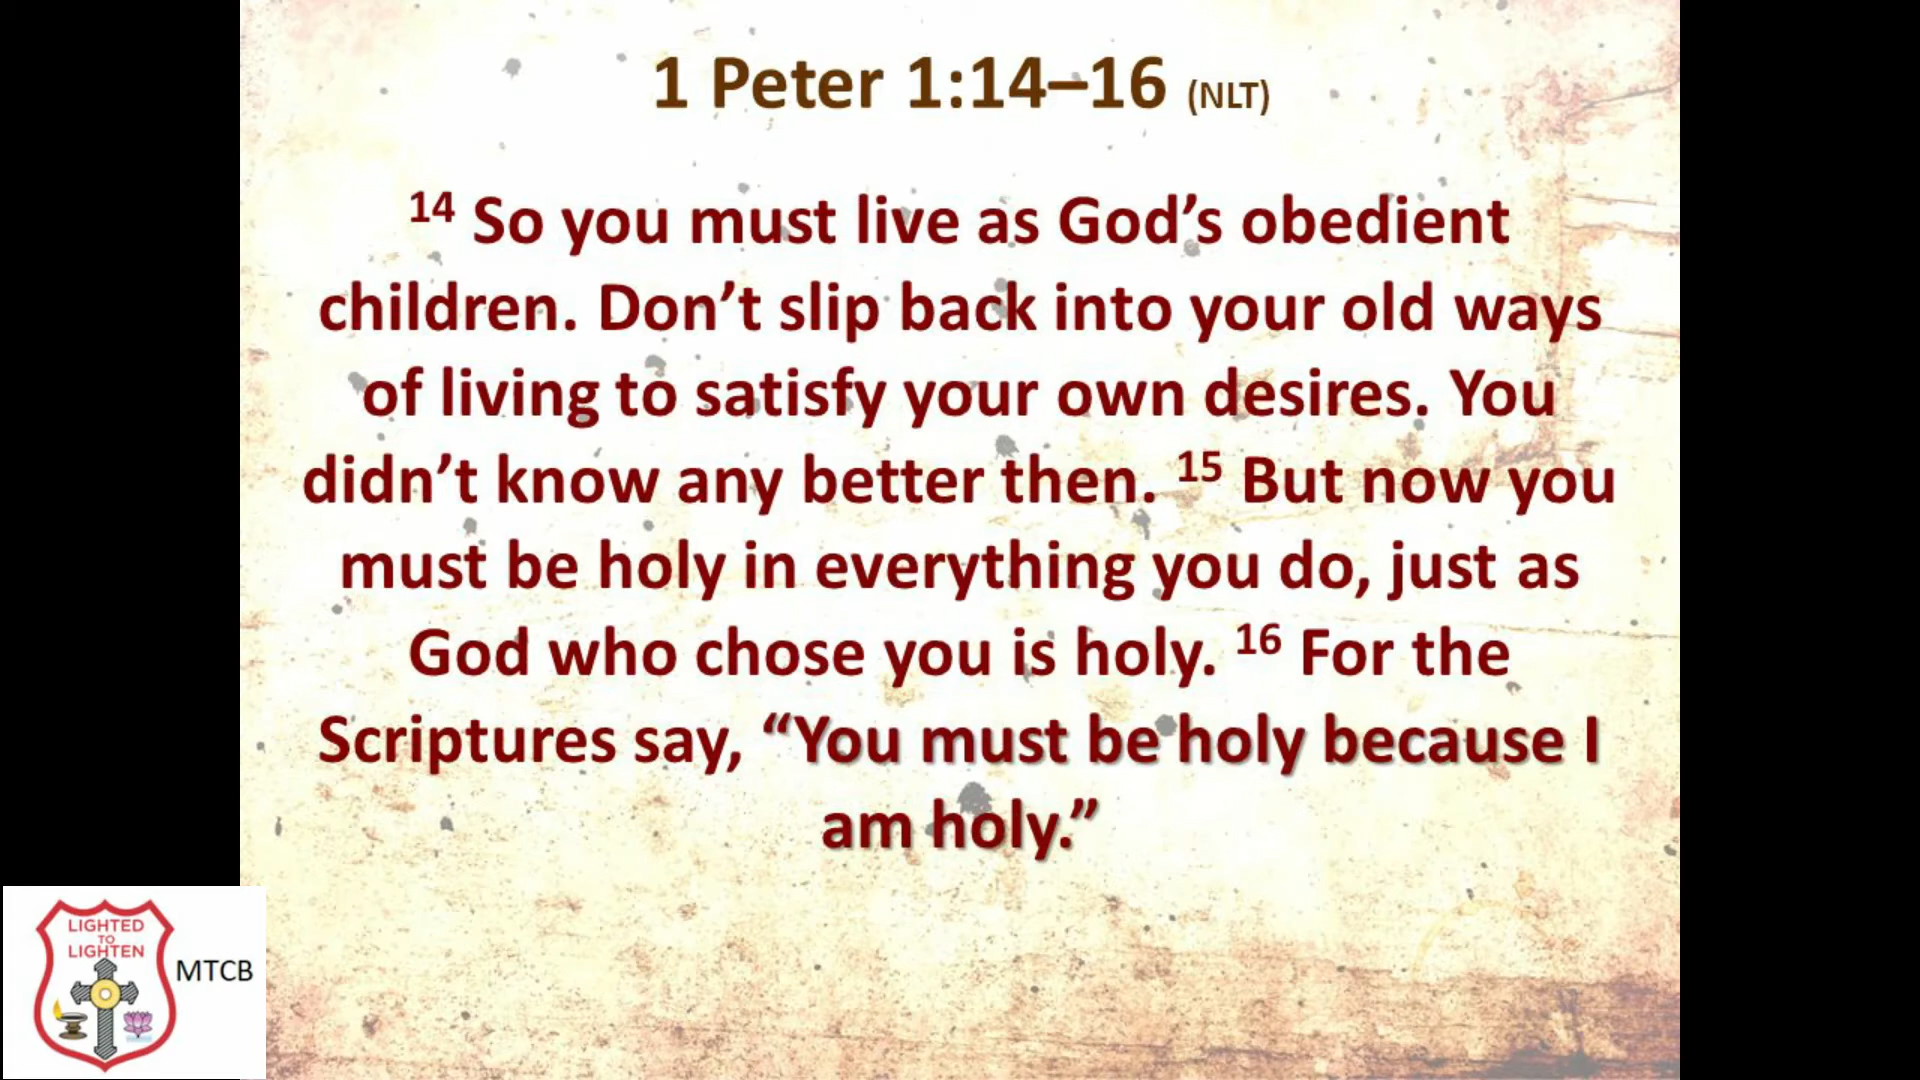 1 Peter 1:14–16 (NLT)
14 So you must live as God’s obedient
children. Don’t slip back into your old ways
of living to satisfy your own desires. You
didn’t know any better then. 15 But now you
must be holy in everything you do, just as
God who chose you is holy. 16 For the
Scriptures say, “You must be holy because I
am holy.”
LIGHTED
TO
LIGHTEN
MTCB